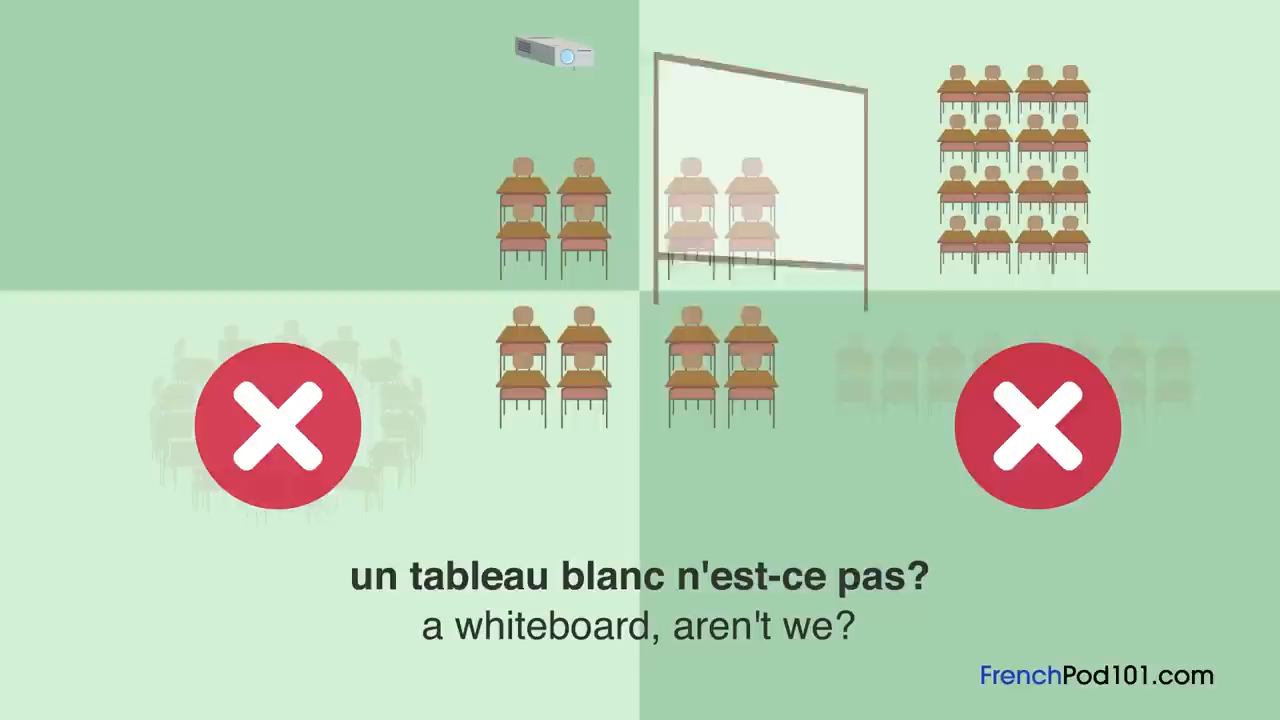 un tableau blanc n'est-ce pas?
a whiteboard, aren't we?
FrenchPod101.com